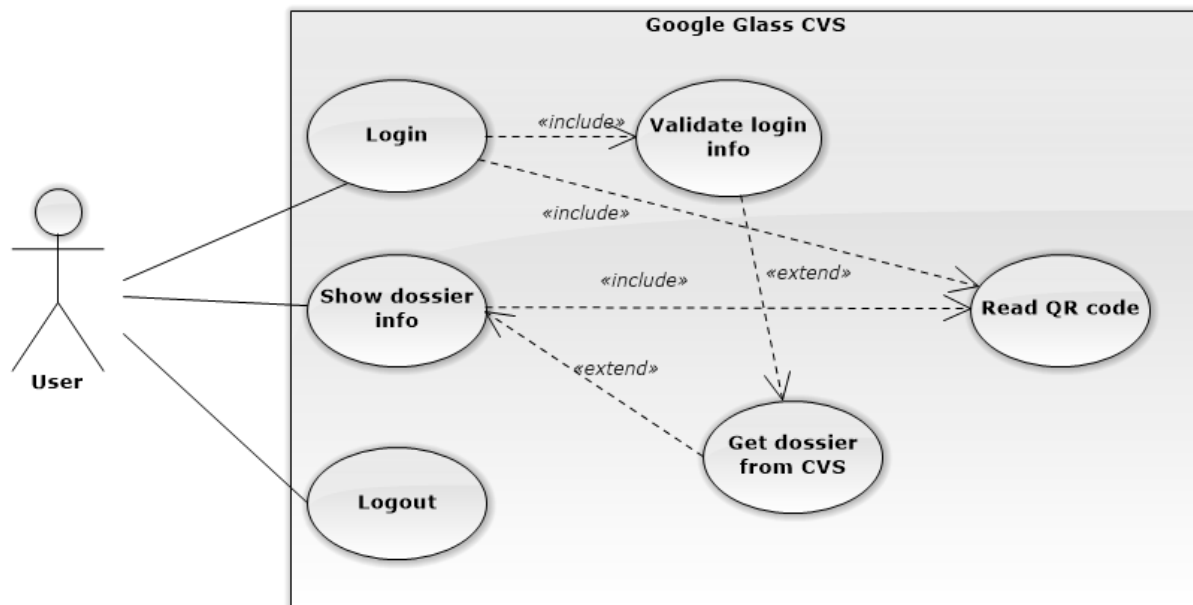 Google Glass CVS
Login
«include»
Validate login
info
«include»
«extend»
Show dossier
info
«include»
Read QR code
«extend»
User
Get dossier
from CVS
Logout